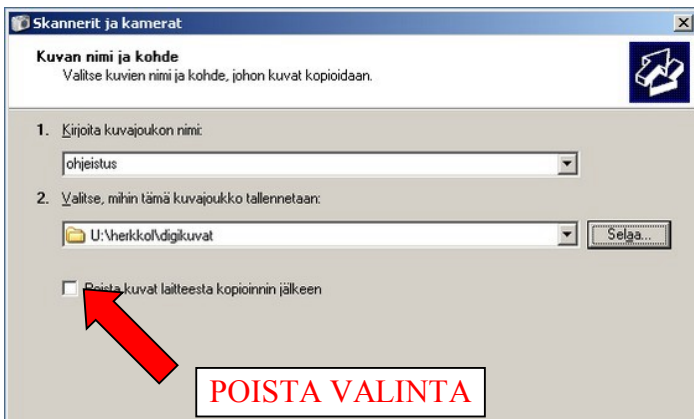 Skannerit ja kamerat
Kuvan nimi ja kohde
Valitse kuvien nimi ja kohde, johon kuvat kopioidaan.
1. Kirjoita kuvajoukon nimi:
ohjeistus
2. Valitse, mihin tämä kuvajoukko tallennetaan:
U:\herkkol\digikuvat
Selaa...
Poista kuvat laitteesta kopioinnin jälkeen
POISTA VALINTA